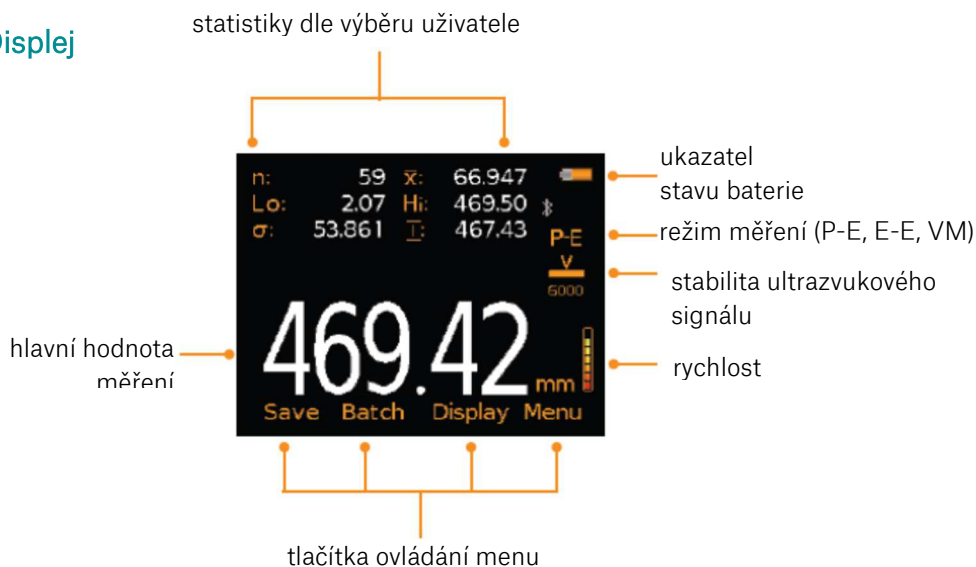 statistiky dle výběru uživatele
Displej
n: 59 x̅: 66.947
Lo: 2.07 Hi: 469.50
σ: 53.861 : 467.43
P-E
V
6000
469.42 mm
Save Batch Display Menu
ukazatel
stavu baterie
režim měření (P-E, E-E, VM)
stabilita ultrazvukového
signálu
rychlost
hlavní hodnota
měření
tlačítka ovládání menu